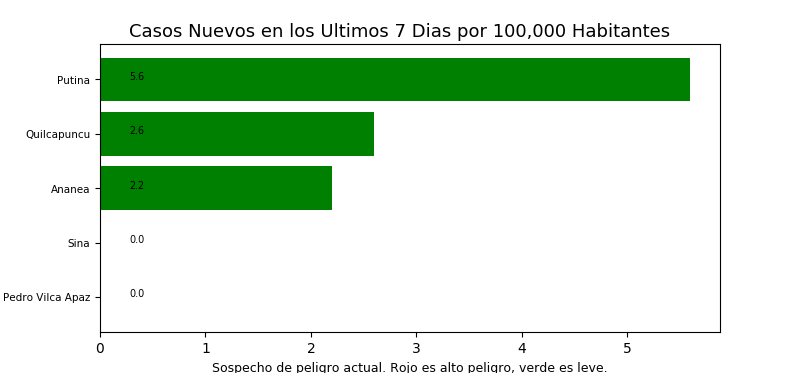 Casos Nuevos en los Ultimos 7 Dias por 100,000 Habitantes
Putina 5.6
Quilcapuncu 2.6
Ananea 2.2
Sina 0.0
Pedro Vilca Apaz 0.0
0 1 2 3 4 5
Sospecho de peligro actual. Rojo es alto peligro, verde es leve.